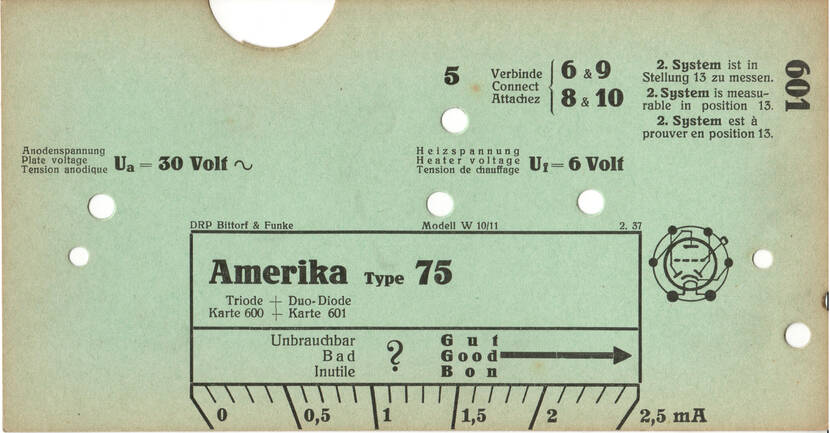 5
Verbinde
Connect
Attachez
6 & 9
8 & 10
2. System ist in
Stellung 13 zu messen.
2. System is measu-
rable in position 13.
2. System est à
prouver en position 13.
601
Anodenspannung
Plate voltage
Tension anodique
Ua = 30 Volt ~
Heizspannung
Heater voltage
Tension de chauffage
Uf = 6 Volt
DRP Bittorf & Funke
Modell W 10/11
2. 37
Amerika Type 75
Triode + Duo-Diode
Karte 600 + Karte 601
Unbrauchbar
Bad
Inutile
?
Gut
Good
Bon
0 0,5 1 1,5 2 2,5 mA